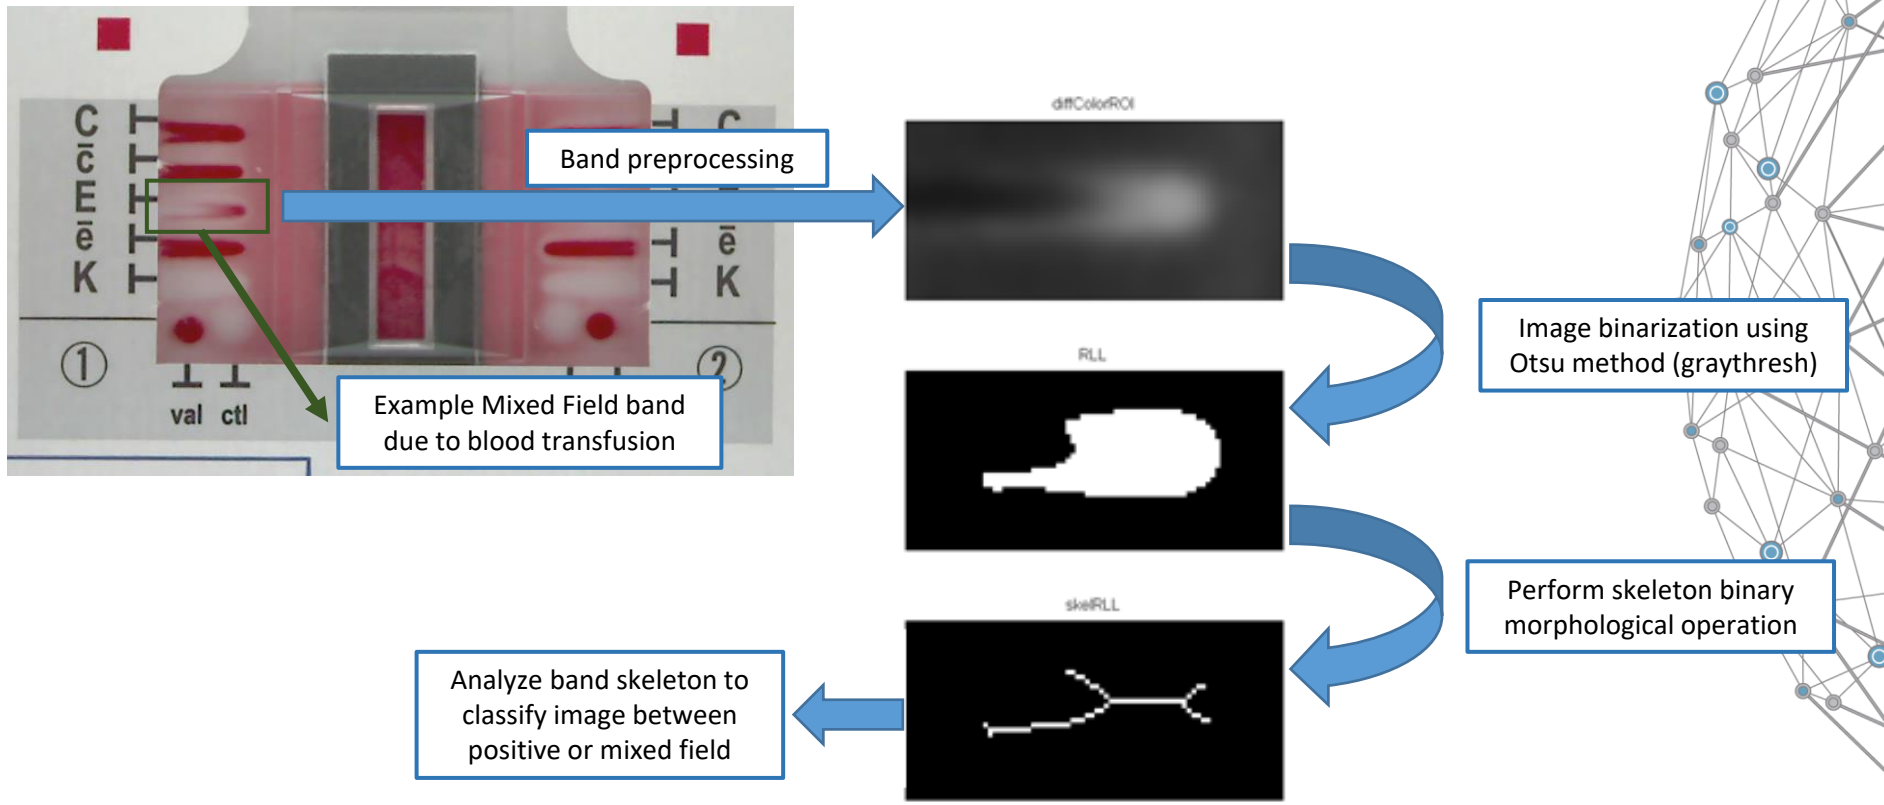 C
c̄
E
ē
K
①
val ctl
C
ē
K
②
Band preprocessing
Example Mixed Field band
due to blood transfusion
diffColorROI
Image binarization using
Otsu method (graythresh)
RLL
Perform skeleton binary
morphological operation
skelRLL
Analyze band skeleton to
classify image between
positive or mixed field